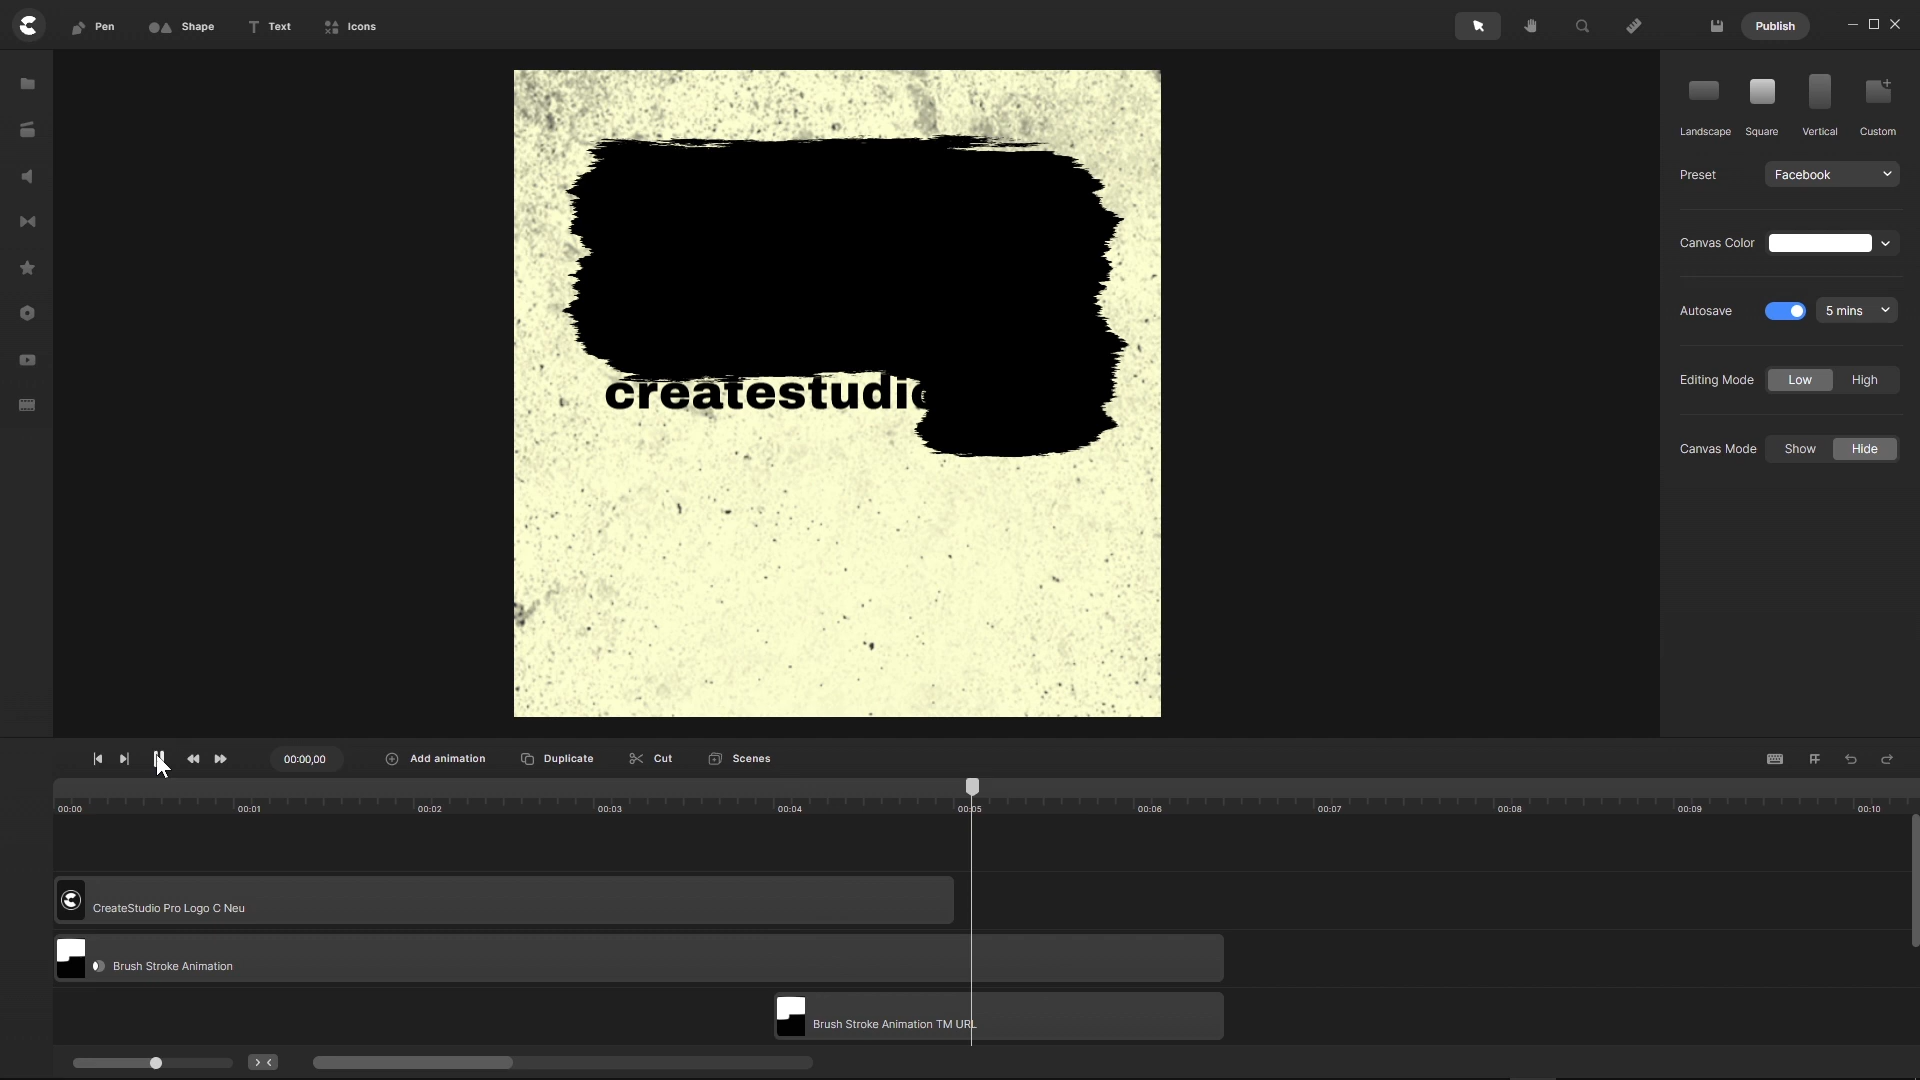 Pen
Shape
Text
Icons
Publish
Landscape
Square
Vertical
Custom
Preset
Facebook
Canvas Color
Autosave
5 mins
Editing Mode
Low
High
Canvas Mode
Show
Hide
createstudio
00:00,00
Add animation
Duplicate
Cut
Scenes
00:00
00:01
00:02
00:03
00:04
00:05
00:06
00:07
00:08
00:09
00:10
CreateStudio Pro Logo C Neu
Brush Stroke Animation
Brush Stroke Animation TM URL